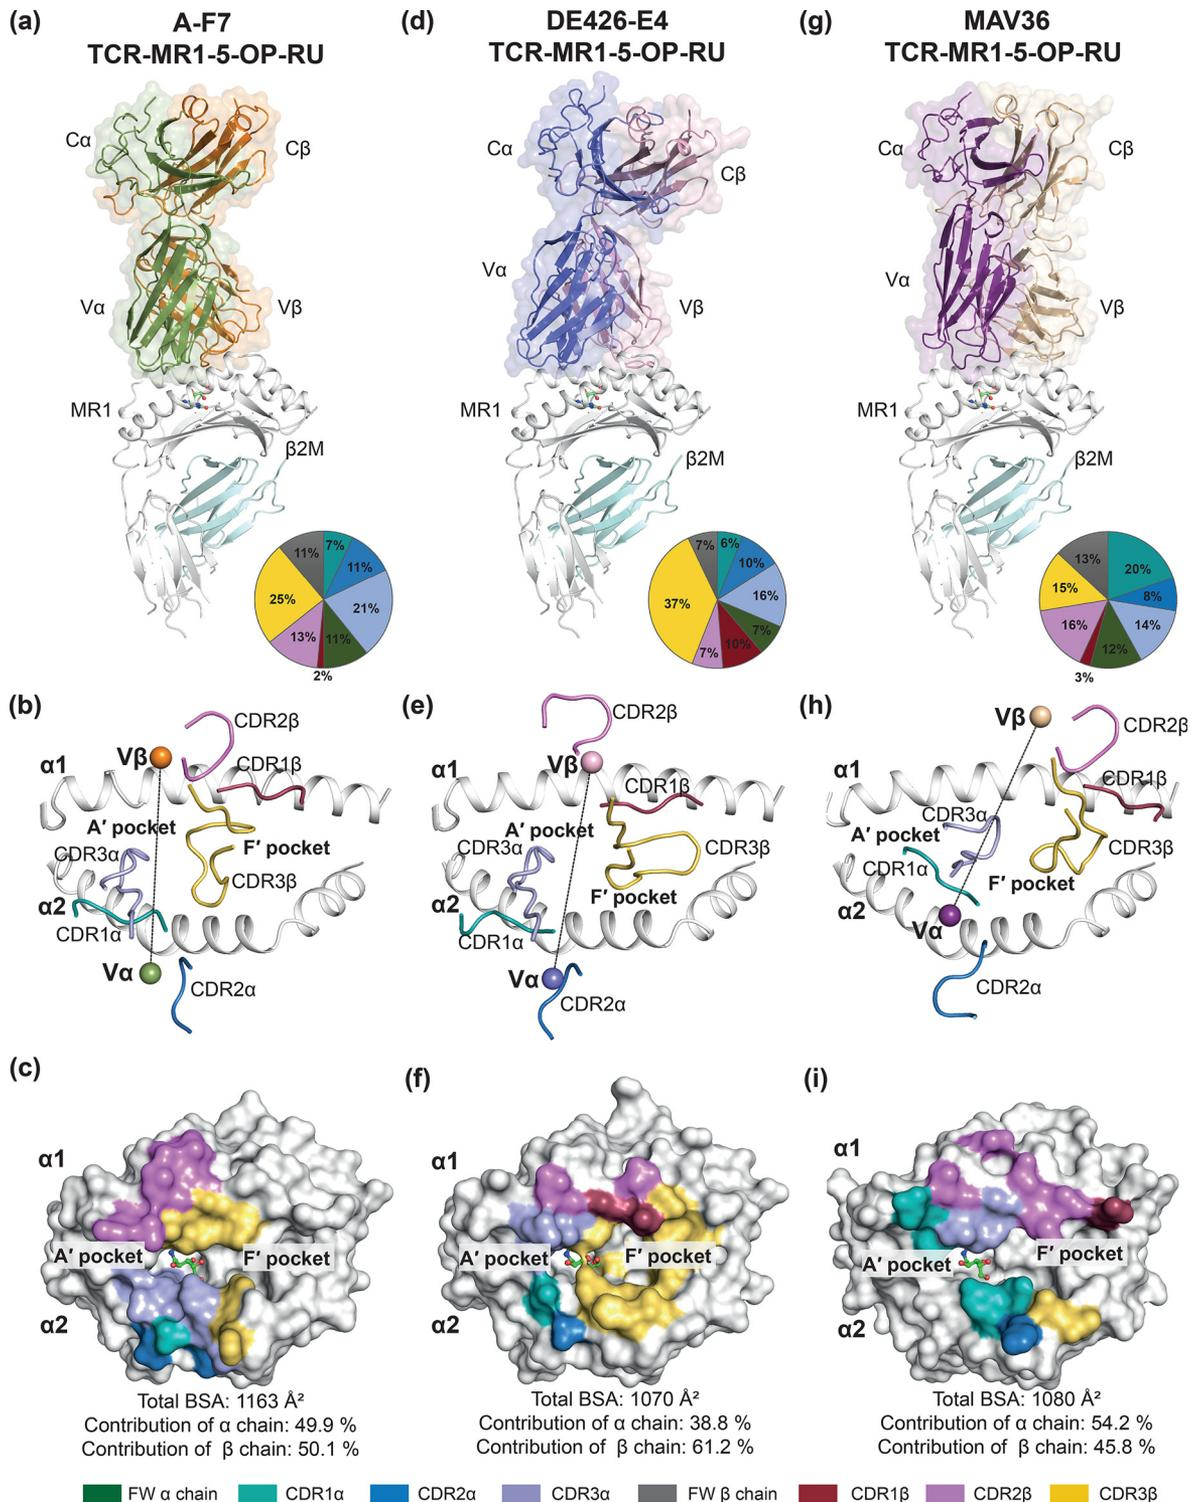 (a)
A-F7
TCR-MR1-5-OP-RU
Cα
Cβ
Vα
Vβ
MR1
β2M
7%
11%
21%
11%
2%
13%
25%
11%
(d)
DE426-E4
TCR-MR1-5-OP-RU
Cα
Cβ
Vα
Vβ
MR1
β2M
6%
10%
16%
7%
10%
7%
37%
7%
(g)
MAV36
TCR-MR1-5-OP-RU
Cα
Cβ
Vα
Vβ
MR1
β2M
20%
8%
14%
12%
3%
16%
15%
13%
(b)
CDR2β
Vβ
α1
CDR1β
A′ pocket
F′ pocket
CDR3α
CDR3β
α2
CDR1α
Vα
CDR2α
(e)
CDR2β
Vβ
α1
CDR1β
A′ pocket
CDR3α
CDR3β
F′ pocket
α2
CDR1α
Vα
CDR2α
(h)
Vβ
CDR2β
α1
CDR1β
CDR3α
A′ pocket
CDR3β
CDR1α
F′ pocket
α2
Vα
CDR2α
(c)
α1
A′ pocket
F′ pocket
α2
Total BSA: 1163 Å²
Contribution of α chain: 49.9 %
Contribution of β chain: 50.1 %
(f)
α1
A′ pocket
F′ pocket
α2
Total BSA: 1070 Å²
Contribution of α chain: 38.8 %
Contribution of β chain: 61.2 %
(i)
α1
A′ pocket
F′ pocket
α2
Total BSA: 1080 Å²
Contribution of α chain: 54.2 %
Contribution of β chain: 45.8 %
FW α chain
CDR1α
CDR2α
CDR3α
FW β chain
CDR1β
CDR2β
CDR3β